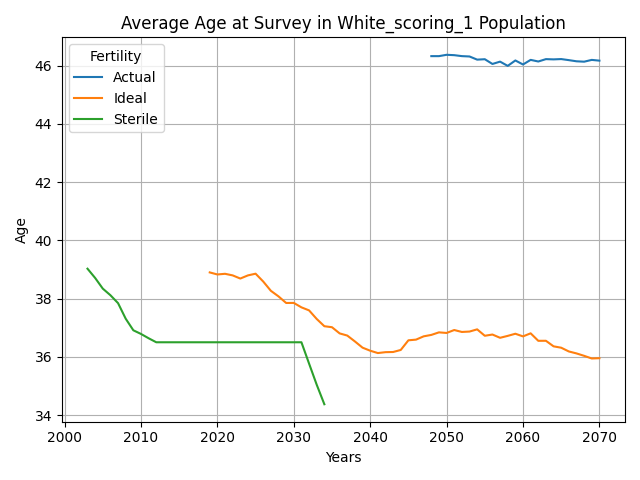 Average Age at Survey in White_scoring_1 Population
Fertility
Actual
Ideal
Sterile
Age
46
44
42
40
38
36
34
2000
2010
2020
2030
2040
2050
2060
2070
Years